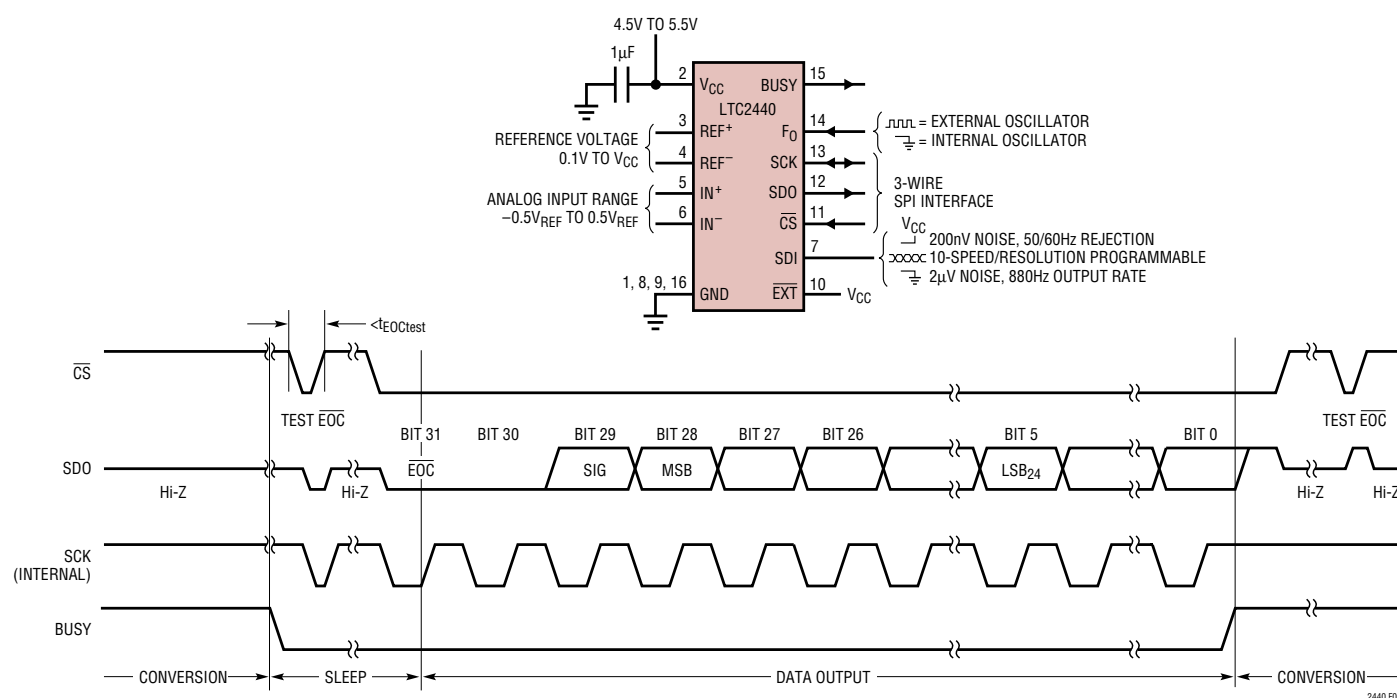 4.5V TO 5.5V
1µF
2
VCC
BUSY
15
LTC2440
REFERENCE VOLTAGE
0.1V TO VCC
3
REF+
4
REF−
FO
14
= EXTERNAL OSCILLATOR
= INTERNAL OSCILLATOR
SCK
13
SDO
12
CS
11
3-WIRE
SPI INTERFACE
ANALOG INPUT RANGE
−0.5VREF TO 0.5VREF
5
IN+
6
IN−
SDI
7
VCC
200nV NOISE, 50/60Hz REJECTION
10-SPEED/RESOLUTION PROGRAMMABLE
2µV NOISE, 880Hz OUTPUT RATE
1, 8, 9, 16
GND
EXT
10
VCC
<tEOCtest
CS
TEST EOC
TEST EOC
BIT 31
BIT 30
BIT 29
BIT 28
BIT 27
BIT 26
BIT 5
BIT 0
SDO
EOC
SIG
MSB
LSB24
Hi-Z
Hi-Z
Hi-Z
Hi-Z
SCK
(INTERNAL)
BUSY
CONVERSION
SLEEP
DATA OUTPUT
CONVERSION